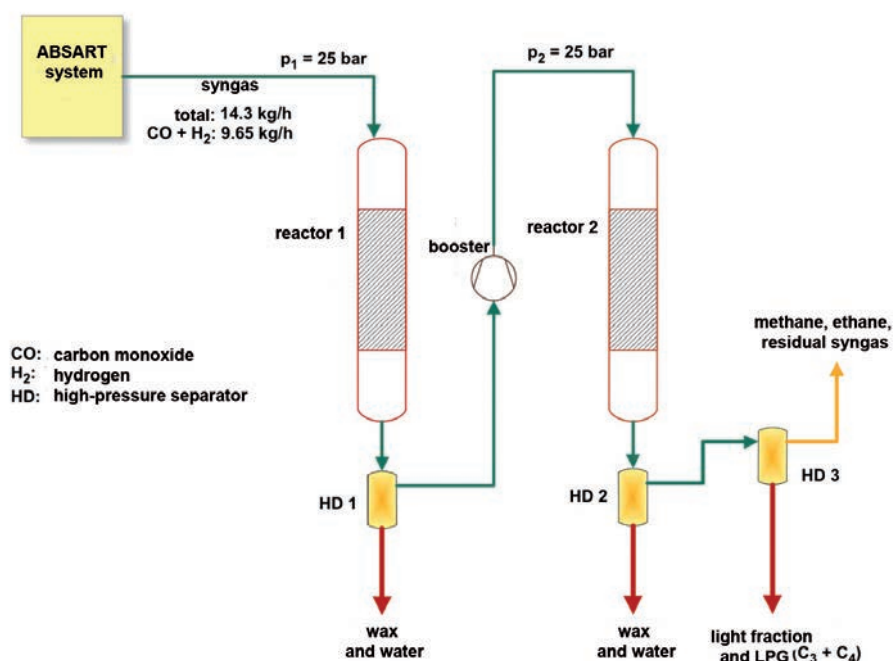 ABSART
system
p₁ = 25 bar
p₂ = 25 bar
syngas
total: 14.3 kg/h
CO + H₂: 9.65 kg/h
reactor 1
booster
reactor 2
methane, ethane,
residual syngas
CO: carbon monoxide
H₂: hydrogen
HD: high-pressure separator
HD 1
HD 2
HD 3
wax
and water
wax
and water
light fraction
and LPG (C₃ + C₄)